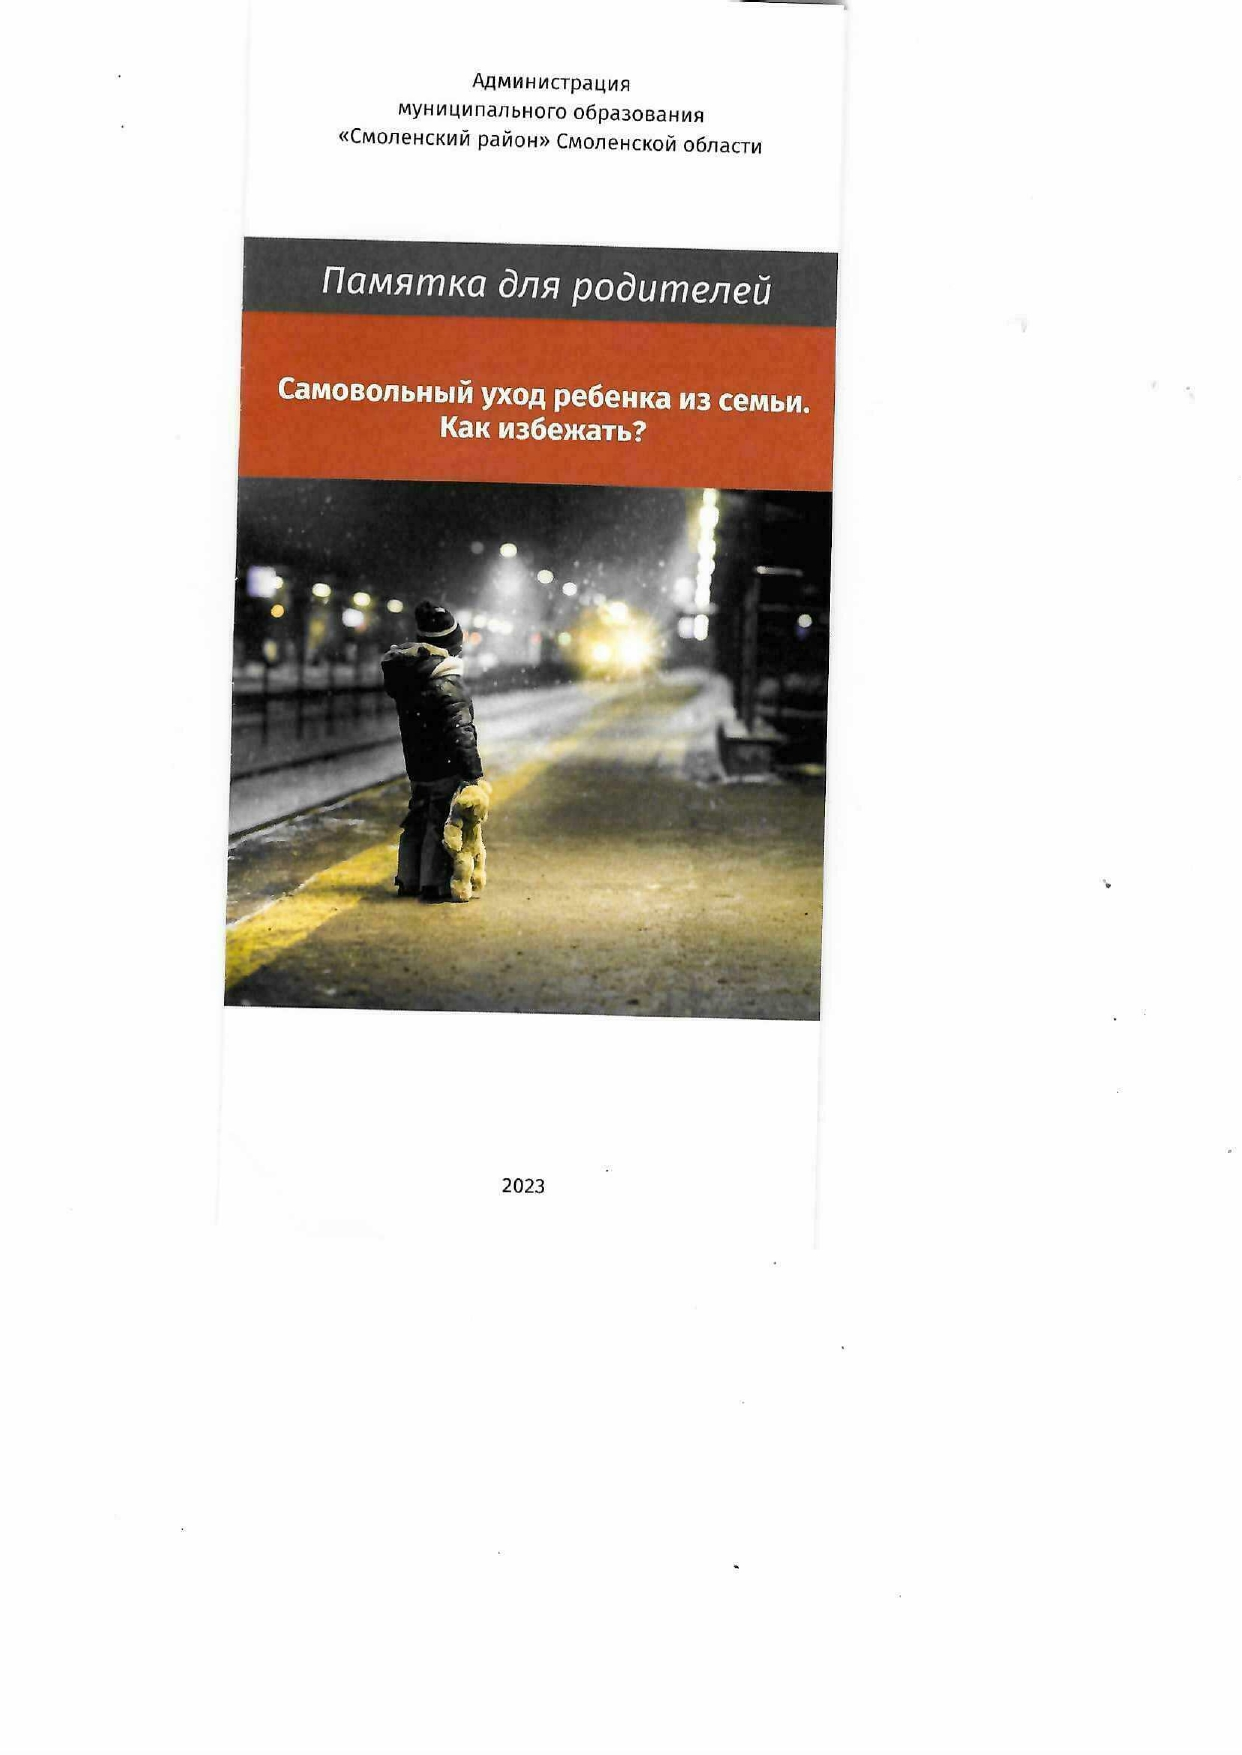 Администрация
муниципального образования
«Смоленский район» Смоленской области
Памятка для родителей
Самовольный уход ребенка из семьи.
Как избежать?
2023